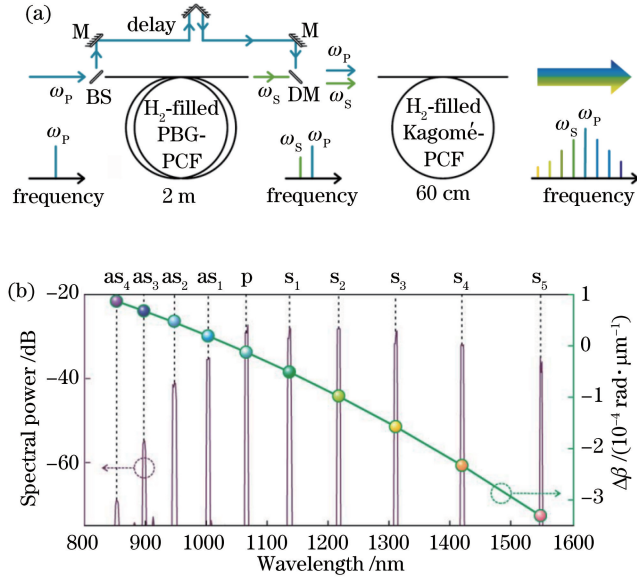 (a)
M
delay
M
ω_P
BS
H₂-filled
PBG-
PCF
2 m
ω_S
DM
ω_P
ω_S
H₂-filled
Kagomé-
PCF
60 cm
ω_P
frequency
ω_S
ω_P
frequency
ω_S
ω_P
frequency
(b)
as₄ as₃ as₂ as₁ p s₁ s₂ s₃ s₄ s₅
Spectral power /dB
−20
−40
−60
1
0
−1
−2
−3
Δβ /(10⁻⁴ rad·μm⁻¹)
800 900 1000 1100 1200 1300 1400 1500 1600
Wavelength /nm